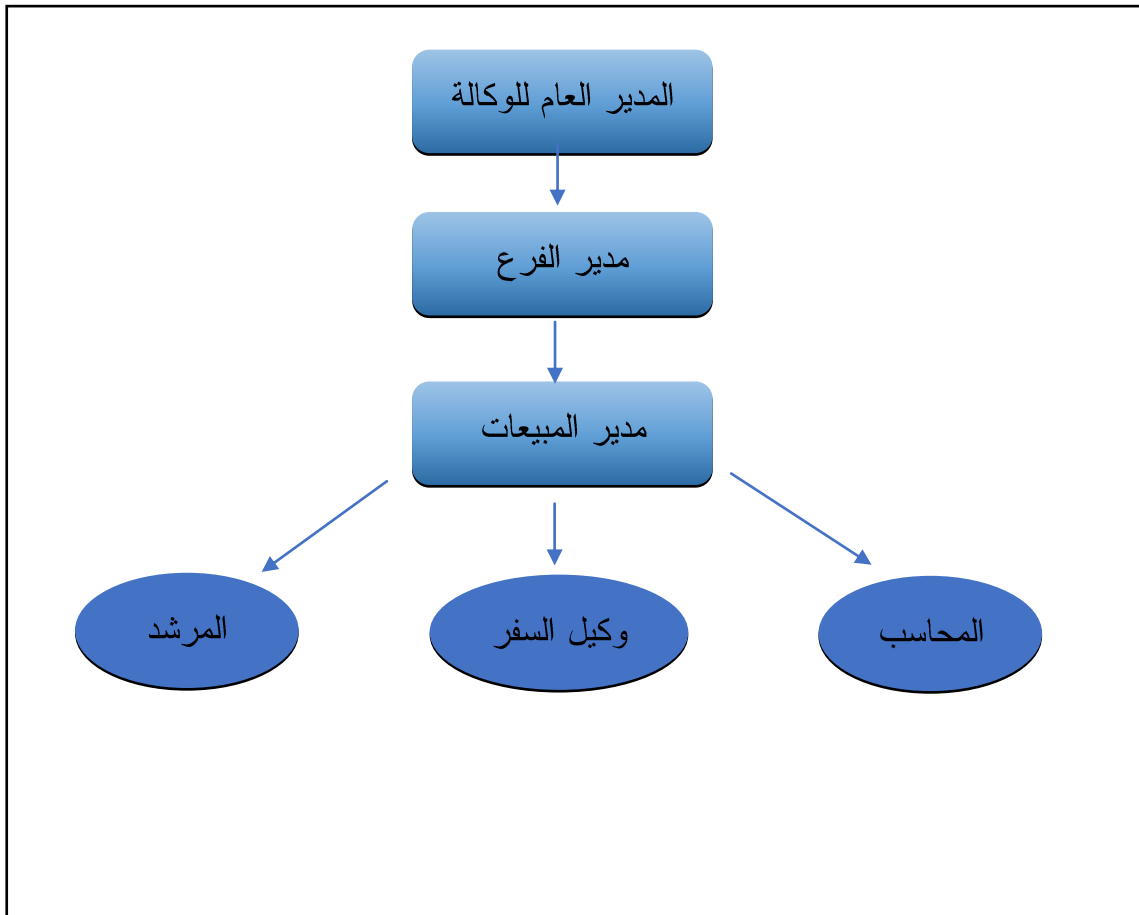 المدير العام للوكالة
مدير الفرع
مدير المبيعات
المحاسب
وكيل السفر
المرشد